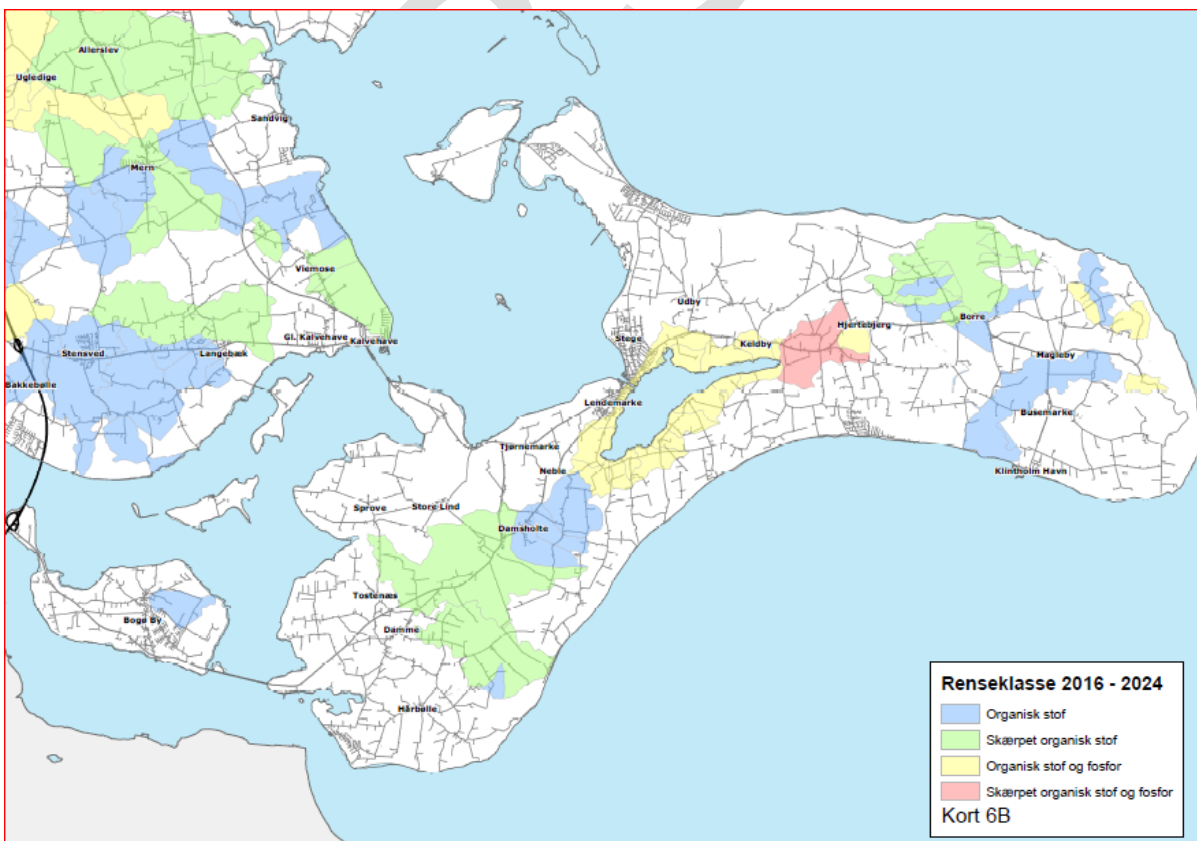 Allerslev
Ugledige
Sandvig
Mern
Viemose
Gl. Kalvehave
Kalvehave
Stensved
Langebæk
Bakkebølle
Udby
Stege
Keldby
Hjertebjerg
Borre
Magleby
Busemarke
Klintholm Havn
Lendemarke
Tjørnemarke
Neble
Sprove
Store Lind
Damsholte
Tostenæs
Damme
Bogø By
Hårbølle
Renseklasse 2016 - 2024
Organisk stof
Skærpet organisk stof
Organisk stof og fosfor
Skærpet organisk stof og fosfor
Kort 6B